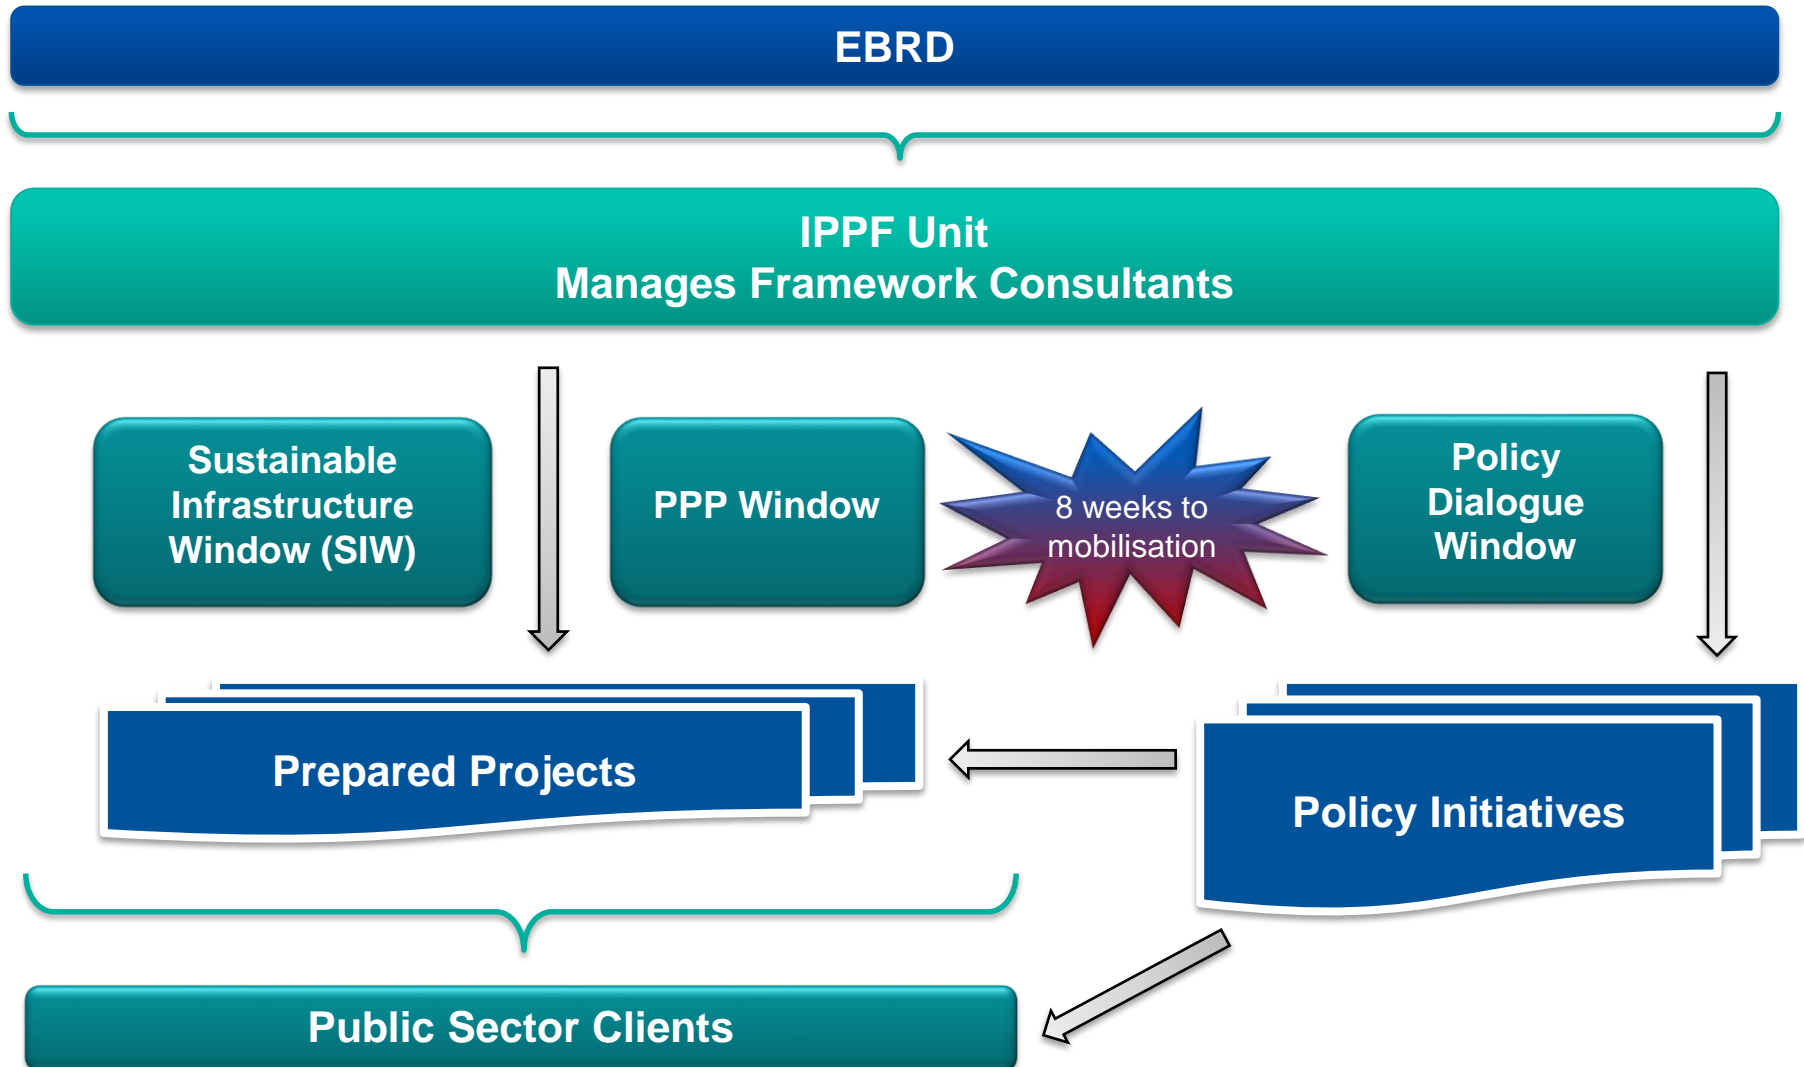 EBRD
IPPF Unit
Manages Framework Consultants
Sustainable
Infrastructure
Window (SIW)
PPP Window
8 weeks to
mobilisation
Policy
Dialogue
Window
Prepared Projects
Policy Initiatives
Public Sector Clients